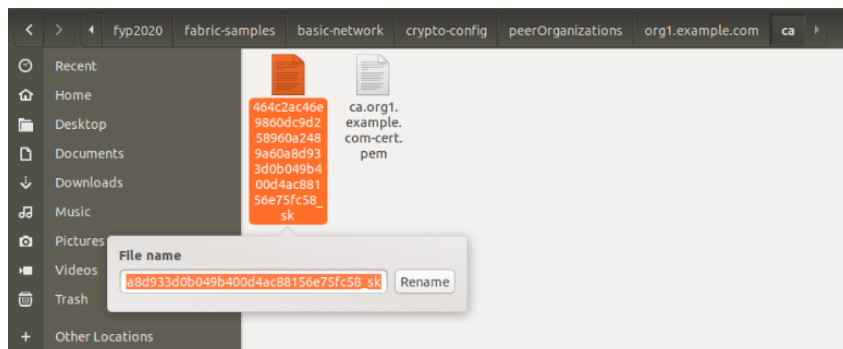 fyp2020 fabric-samples basic-network crypto-config peerOrganizations org1.example.com ca
Recent
Home
Desktop
Documents
Downloads
Music
Pictures
Videos
Trash
Other Locations
464c2ac46e
9860dc9d2
58960a248
9a60a8d93
3d0b049b4
00d4ac881
56e75fc58_
sk
ca.org1.
example.
com-cert.
pem
File name
a8d933d0b049b400d4ac88156e75fc58_sk
Rename